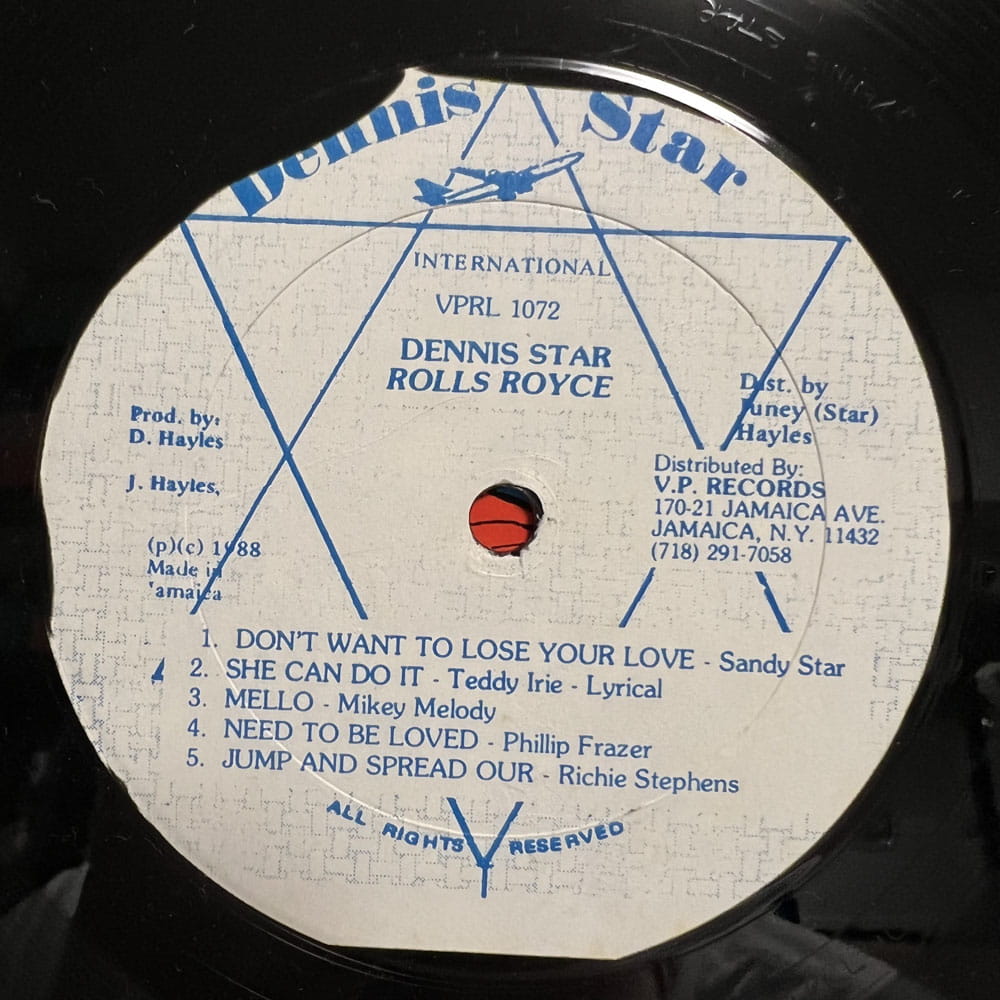 Dennis Star
INTERNATIONAL
VPRL 1072
DENNIS STAR
ROLLS ROYCE
Prod. by:
D. Hayles
J. Hayles,
(p)(c) 1988
Made in
Jamaica
Dist. by
Juney (Star)
Hayles
Distributed By:
V.P. RECORDS
170-21 JAMAICA AVE.
JAMAICA, N.Y. 11432
(718) 291-7058
1. DON'T WANT TO LOSE YOUR LOVE - Sandy Star
2. SHE CAN DO IT - Teddy Irie - Lyrical
3. MELLO - Mikey Melody
4. NEED TO BE LOVED - Phillip Frazer
5. JUMP AND SPREAD OUR - Richie Stephens
ALL RIGHTS RESERVED